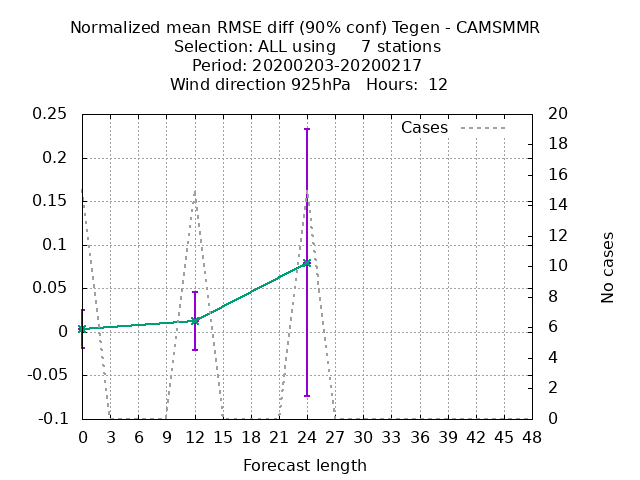 Normalized mean RMSE diff (90% conf) Tegen - CAMSMMR
Selection: ALL using     7 stations
Period: 20200203-20200217
Wind direction 925hPa   Hours:  12
Cases
0.25
0.2
0.15
0.1
0.05
0
-0.05
-0.1
20
18
16
14
12
10
8
6
4
2
0
No cases
0 3 6 9 12 15 18 21 24 27 30 33 36 39 42 45 48
Forecast length